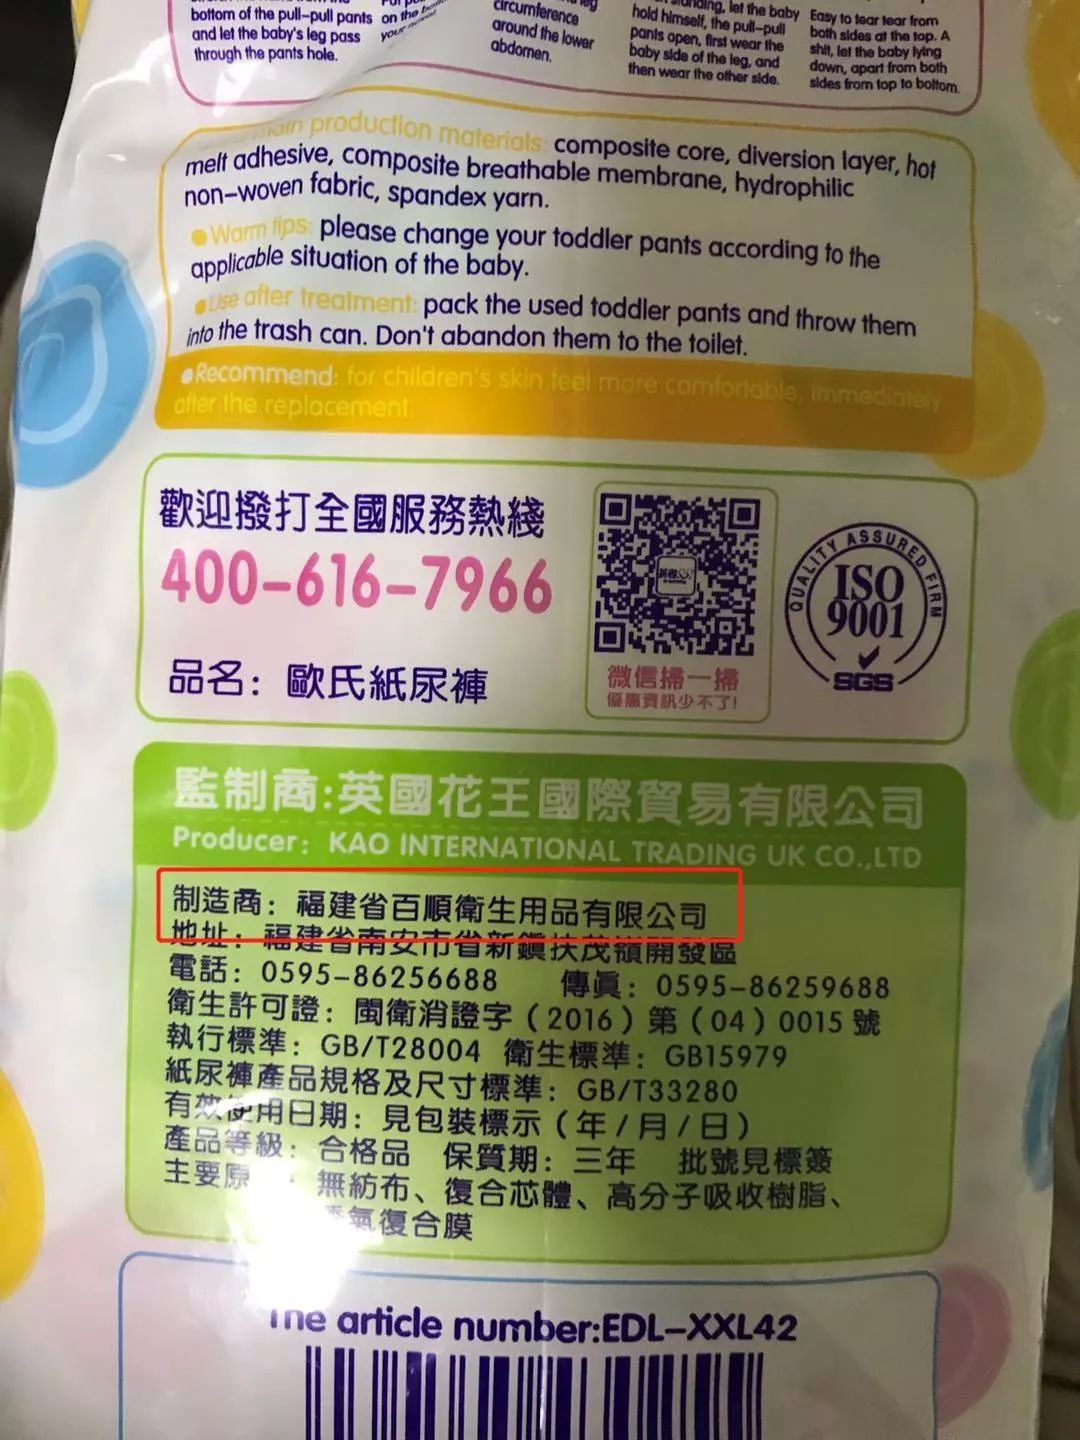 bottom of the pull-pull pants
and let the baby's leg pass
through the pants hole.
on the
circumference
around the lower
abdomen.
let the baby
hold himself, the pull-pull
pants open, first wear the
baby side of the leg, and
then wear the other side.
Easy to tear tear from
both sides at the top. A
shit, let the baby lying
down, apart from both
sides from top to bottom.
main production materials: composite core, diversion layer, hot
melt adhesive, composite breathable membrane, hydrophilic
non-woven fabric, spandex yarn.
●Warm tips: please change your toddler pants according to the
applicable situation of the baby.
●Use after treatment: pack the used toddler pants and throw them
into the trash can. Don't abandon them to the toilet.
●Recommend: for children's skin feel more comfortable, immediately
after the replacement.
歡迎撥打全國服務熱綫
400-616-7966
品名：歐氏紙尿褲
微信掃一掃
優惠資訊少不了!
QUALITY ASSURED FIRM
ISO
9001
SGS
監制商:英國花王國際貿易有限公司
Producer: KAO INTERNATIONAL TRADING UK CO.,LTD
制造商：福建省百順衛生用品有限公司
地址：福建省南安市省新鎮扶茂嶺開發區
電話：0595-86256688 傳眞：0595-86259688
衛生許可證：閩衛消證字（2016）第（04）0015 號
執行標準：GB/T28004 衛生標準：GB15979
紙尿褲產品規格及尺寸標準：GB/T33280
有效使用日期：見包裝標示（年/月/日）
產品等級：合格品 保質期：三年 批號見標簽
主要原 ：無紡布、復合芯體、高分子吸收樹脂、
氣復合膜
The article number:EDL-XXL42